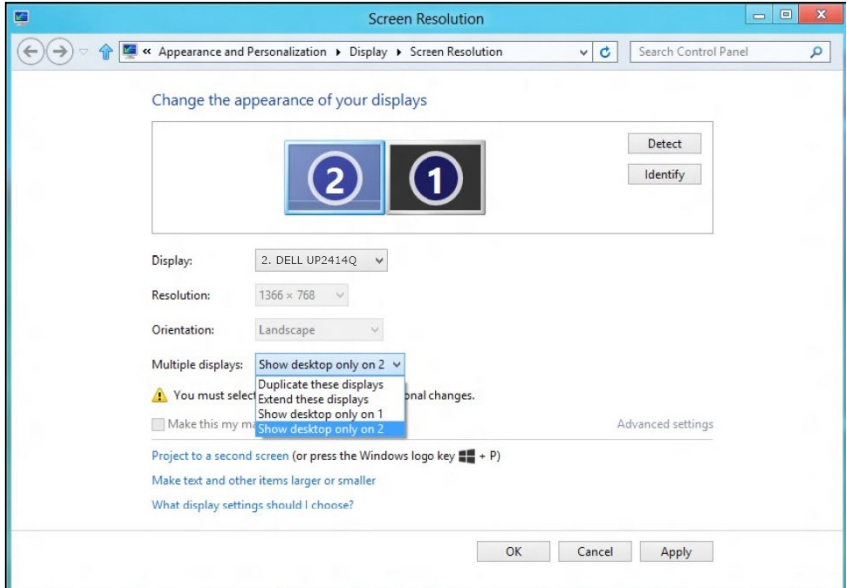 Screen Resolution
« Appearance and Personalization ▸ Display ▸ Screen Resolution Search Control Panel
Change the appearance of your displays
2 1
Detect
Identify
Display: 2. DELL UP2414Q
Resolution: 1366 × 768
Orientation: Landscape
Multiple displays: Show desktop only on 2
Duplicate these displays
Extend these displays
Show desktop only on 1
Show desktop only on 2
You must select onal changes.
Make this my ma Advanced settings
Project to a second screen (or press the Windows logo key + P)
Make text and other items larger or smaller
What display settings should I choose?
OK Cancel Apply